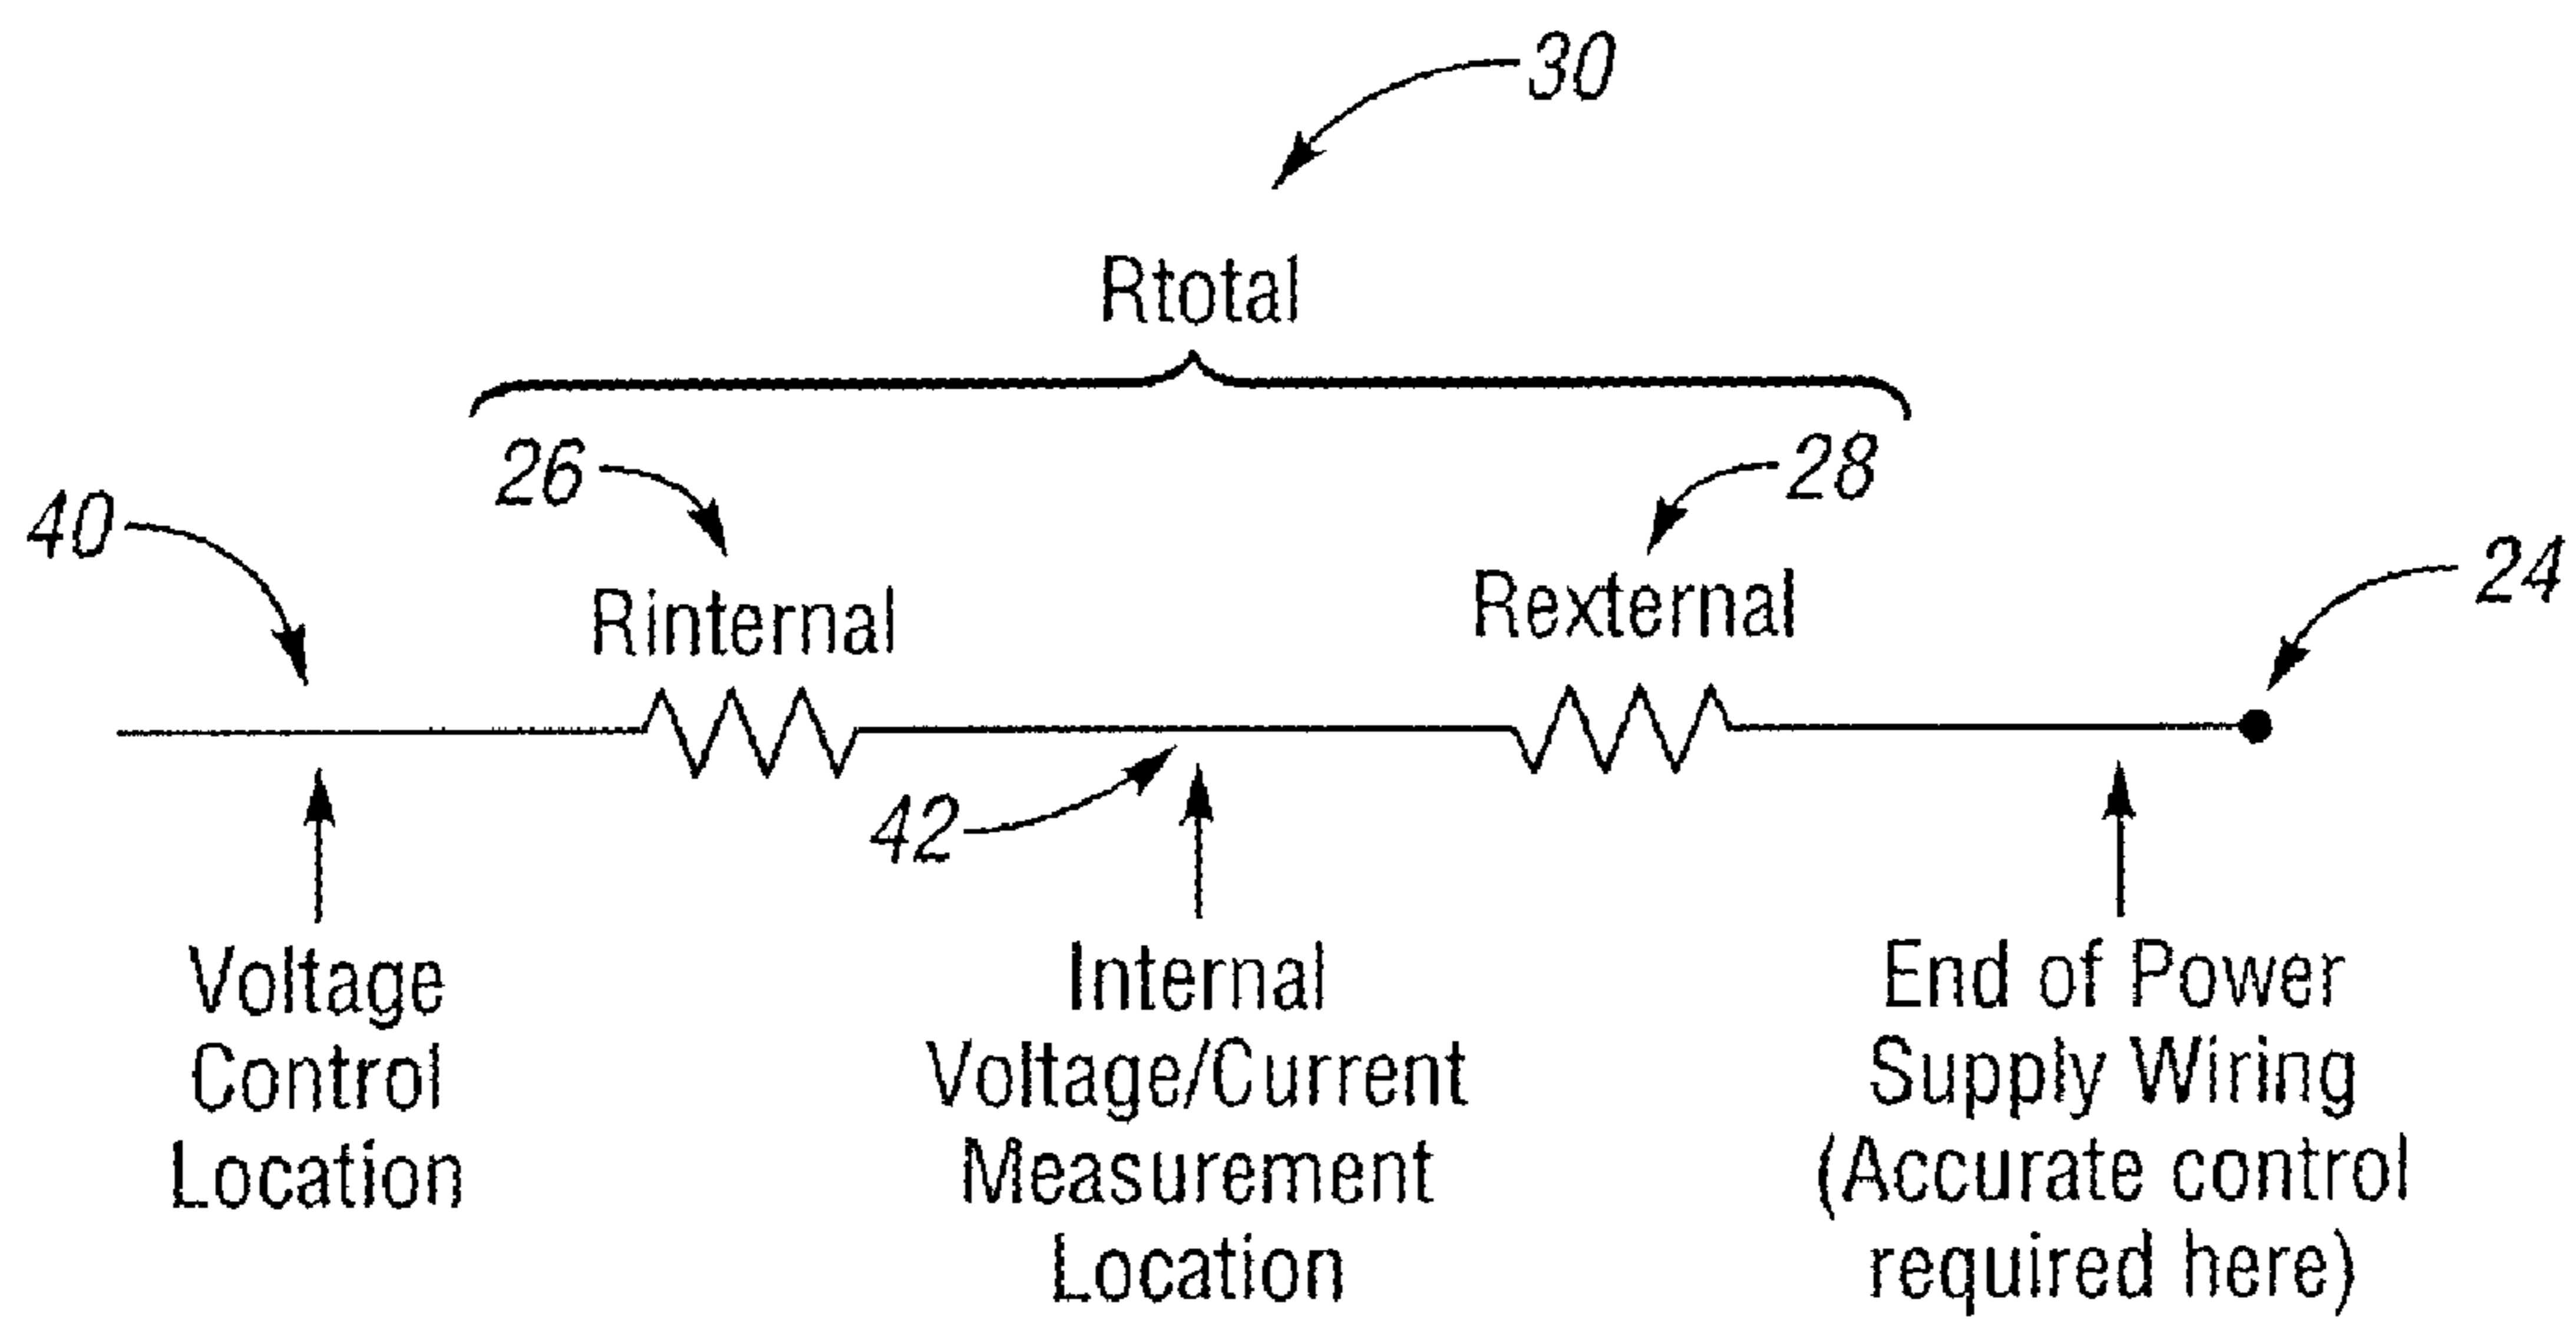 30
Rtotal
26
28
40
24
Rinternal
Rexternal
42
Voltage
Control
Location
Internal
Voltage/Current
Measurement
Location
End of Power
Supply Wiring
(Accurate control
required here)